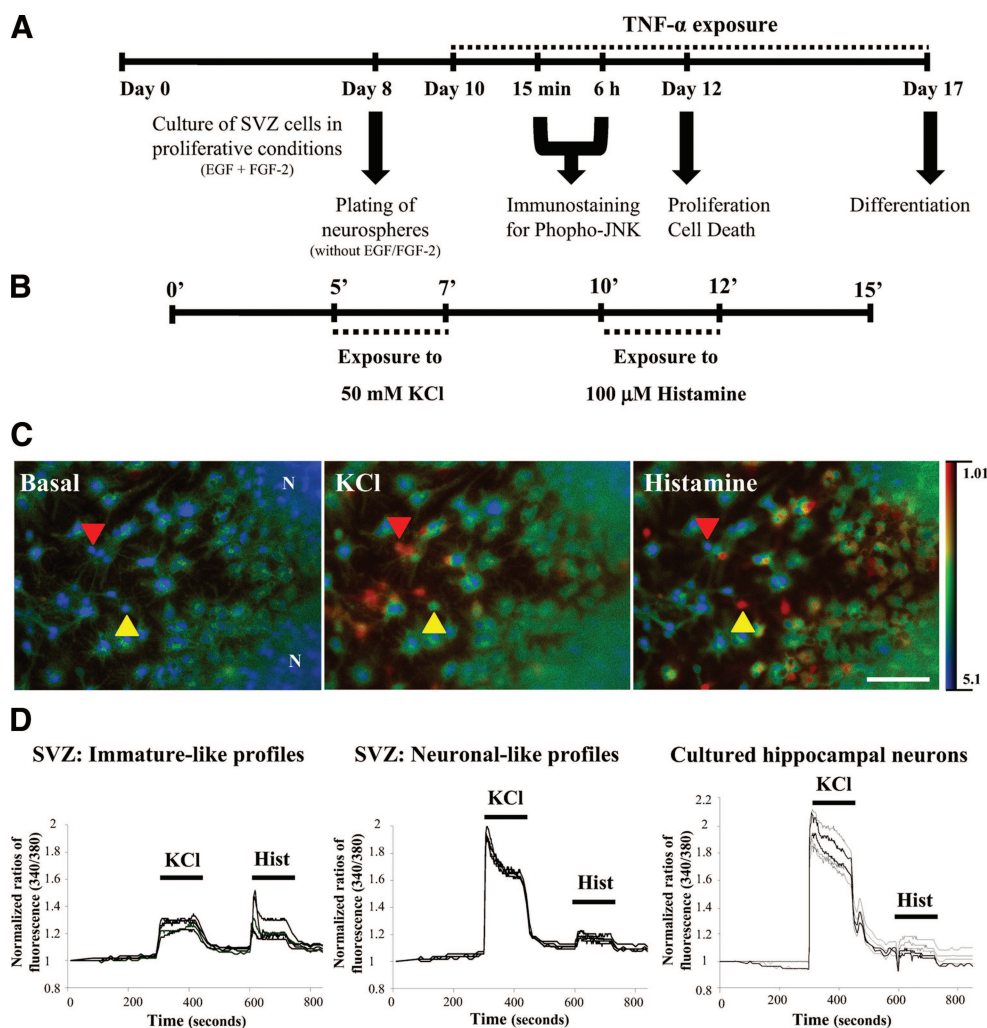 A
TNF-α exposure
Day 0
Day 8
Day 10
15 min
6 h
Day 12
Day 17
Culture of SVZ cells in
proliferative conditions
(EGF + FGF-2)
Plating of
neurospheres
(without EGF/FGF-2)
Immunostaining
for Phopho-JNK
Proliferation
Cell Death
Differentiation
B
0’
5’
7’
10’
12’
15’
Exposure to
50 mM KCl
Exposure to
100 µM Histamine
C
Basal
N
N
KCl
Histamine
1.01
5.1
D
SVZ: Immature-like profiles
Normalized ratios of
fluorescence (340/380)
2
1.8
1.6
1.4
1.2
1
0.8
KCl
Hist
0
200
400
600
800
Time (seconds)
SVZ: Neuronal-like profiles
Normalized ratios of
fluorescence (340/380)
2
1.8
1.6
1.4
1.2
1
0.8
KCl
Hist
0
200
400
600
800
Time (seconds)
Cultured hippocampal neurons
Normalized ratios of
fluorescence (340/380)
2.2
2
1.8
1.6
1.4
1.2
1
0.8
KCl
Hist
0
200
400
600
800
Time (seconds)